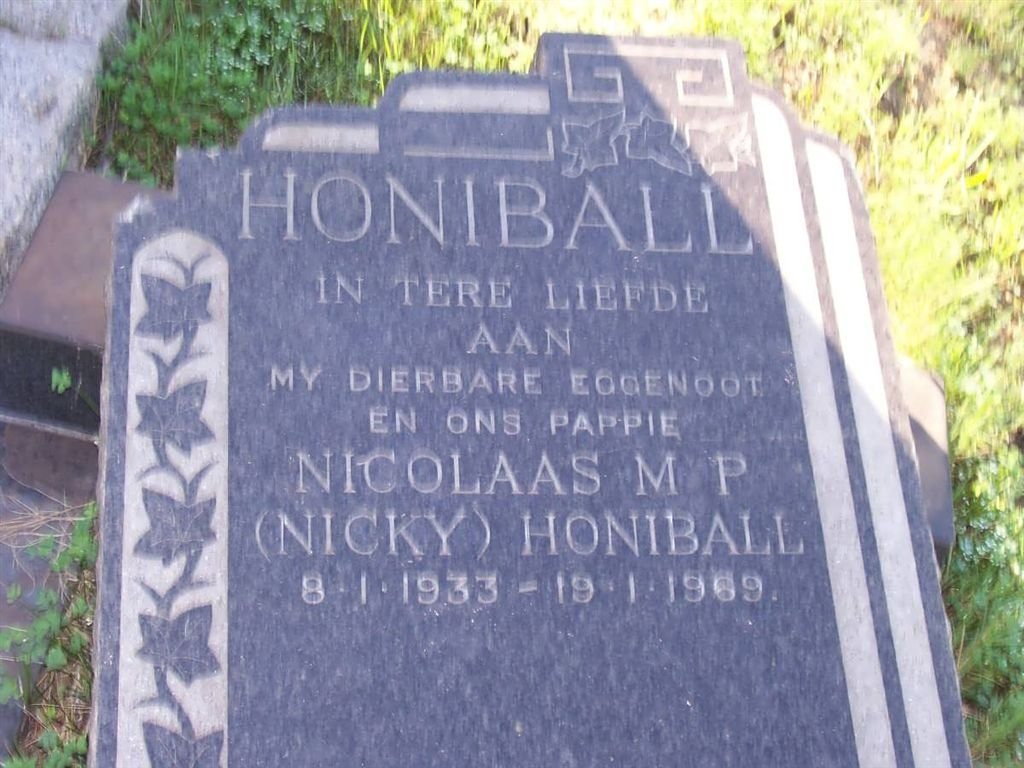 HONIBALL
IN TERE LIEFDE
AAN
MY DIERBARE EGGENOOT
EN ONS PAPPIE
NICOLAAS M P
(NICKY) HONIBALL
8·1·1933 - 19·1·1969.